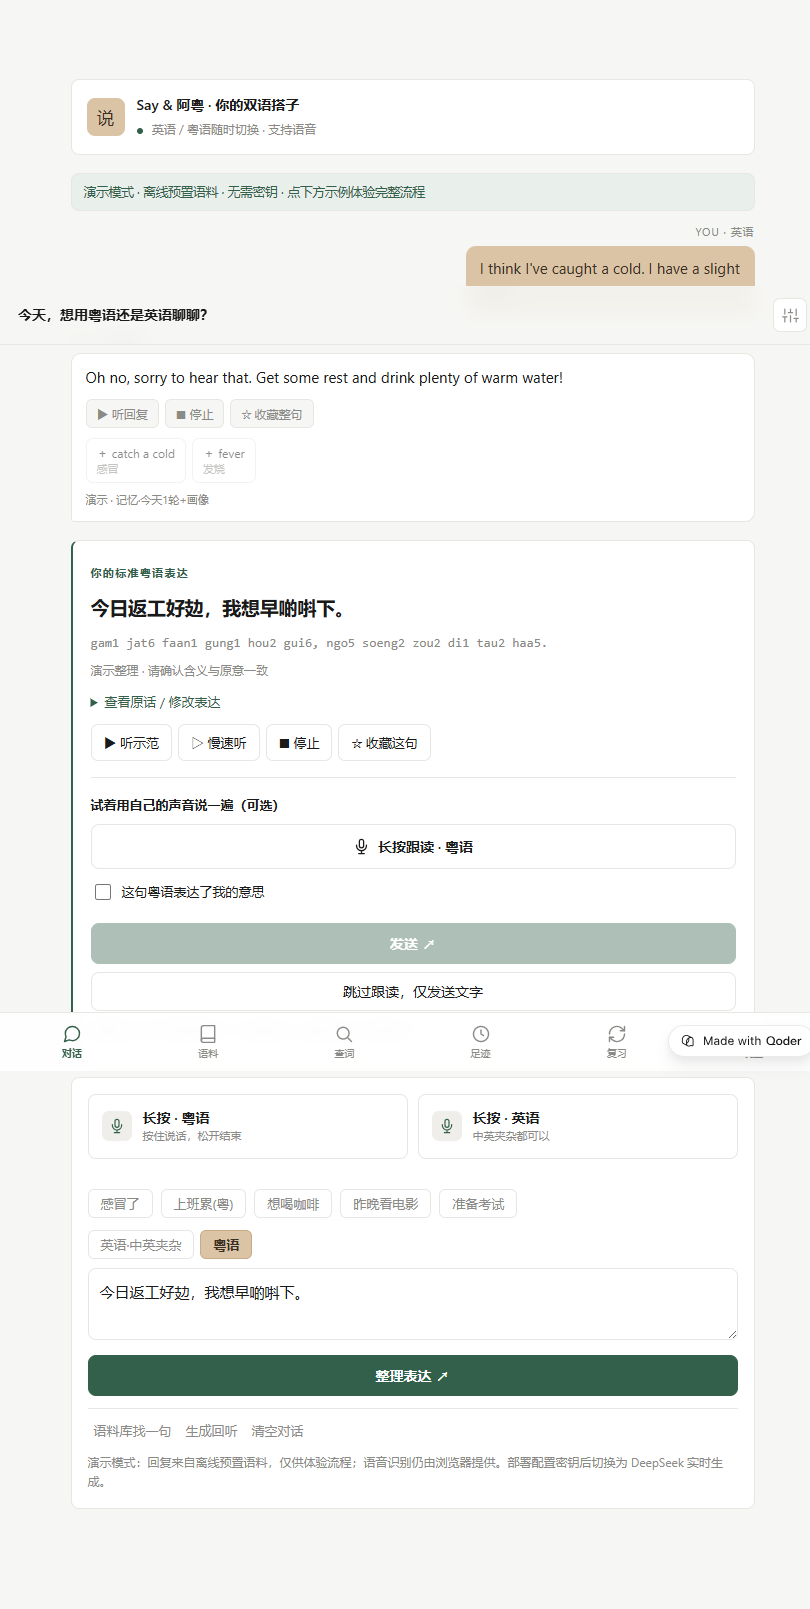 说
Say & 阿粤 · 你的双语搭子
英语 / 粤语随时切换 · 支持语音
演示模式 · 离线预置语料 · 无需密钥 · 点下方示例体验完整流程
YOU · 英语
I think I've caught a cold. I have a slight
今天，想用粤语还是英语聊聊？
Oh no, sorry to hear that. Get some rest and drink plenty of warm water!
▶ 听回复 ■ 停止 ☆ 收藏整句
+ catch a cold + fever
感冒 发烧
演示 · 记忆·今天1轮+画像
你的标准粤语表达
今日返工好攰，我想早啲唞下。
gam1 jat6 faan1 gung1 hou2 gui6, ngo5 soeng2 zou2 di1 tau2 haa5.
演示整理 · 请确认含义与原意一致
▶ 查看原话 / 修改表达
▶ 听示范 ▷ 慢速听 ■ 停止 ☆ 收藏这句
试着用自己的声音说一遍（可选）
长按跟读 · 粤语
这句粤语表达了我的意思
发送 ↗
跳过跟读，仅发送文字
对话 语料 查词 足迹 复习
Made with Qoder
长按 · 粤语 长按 · 英语
按住说话，松开结束 中英夹杂都可以
感冒了 上班累(粤) 想喝咖啡 昨晚看电影 准备考试
英语·中英夹杂 粤语
今日返工好攰，我想早啲唞下。
整理表达 ↗
语料库找一句 生成回听 清空对话
演示模式：回复来自离线预置语料，仅供体验流程；语音识别仍由浏览器提供。部署配置密钥后切换为 DeepSeek 实时生
成。